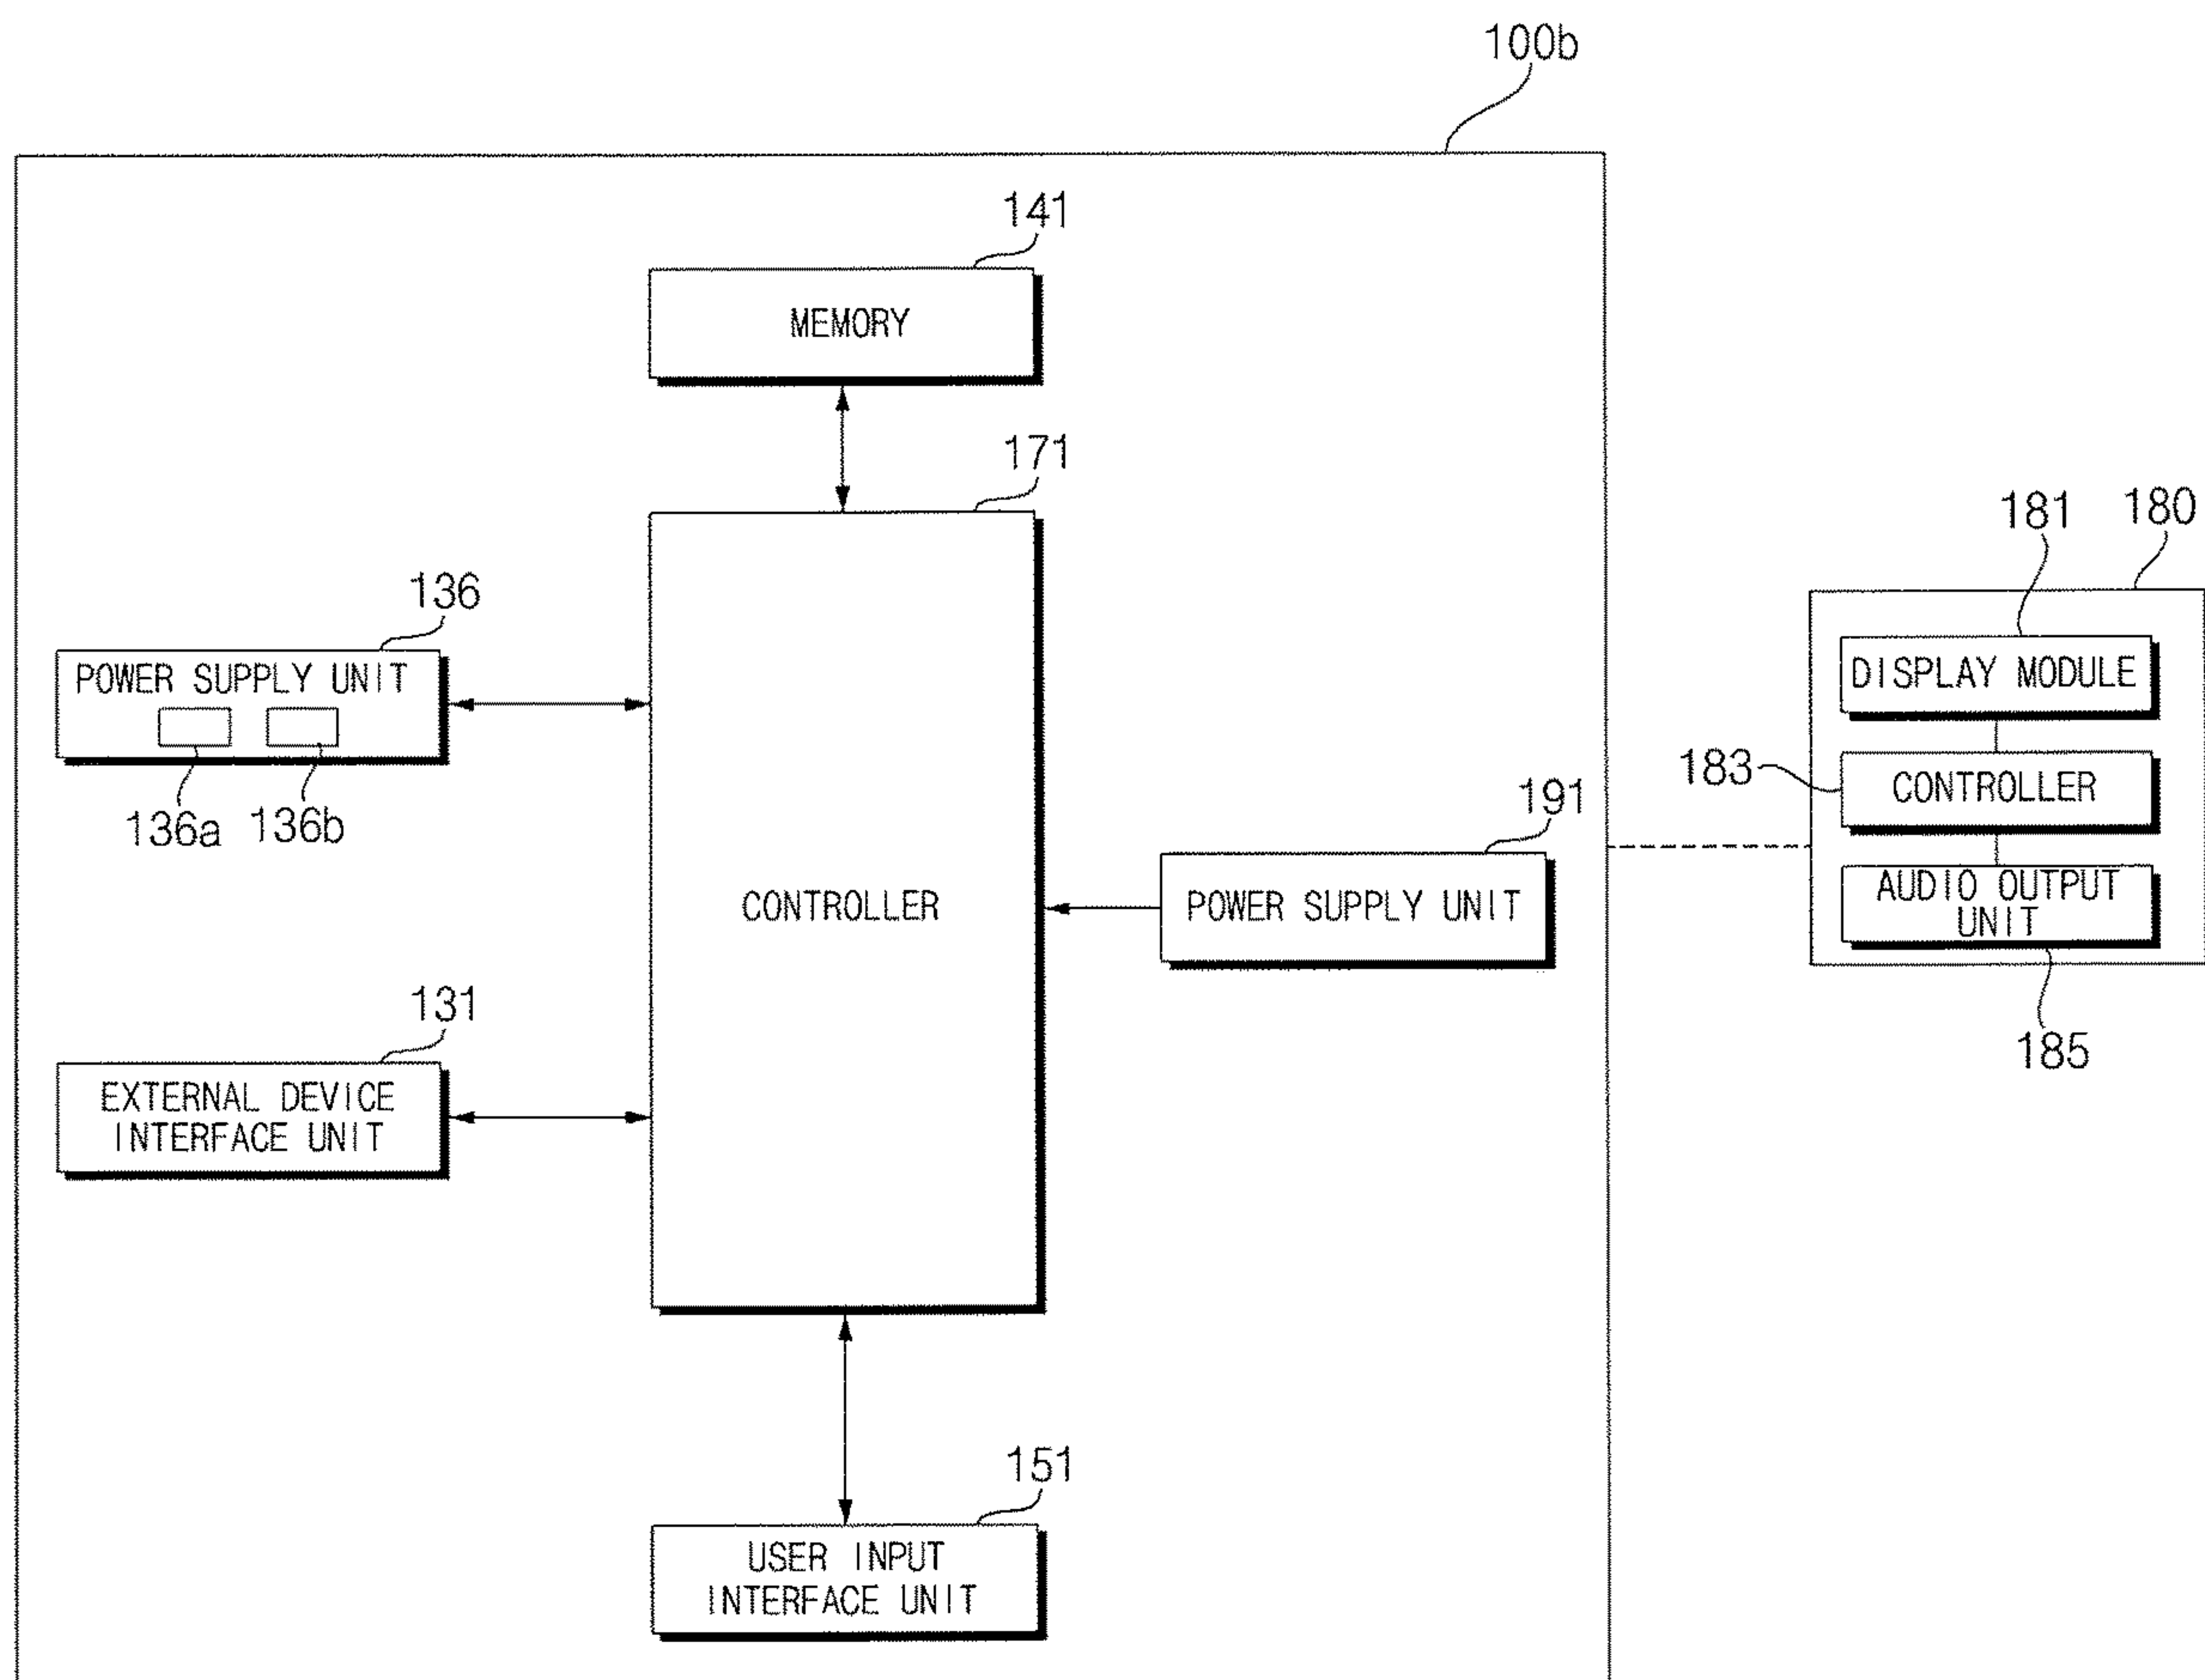 100b
141
MEMORY
171
136
POWER SUPPLY UNIT
136a 136b
CONTROLLER
191
POWER SUPPLY UNIT
131
EXTERNAL DEVICE
INTERFACE UNIT
151
USER INPUT
INTERFACE UNIT
181 180
DISPLAY MODULE
183
CONTROLLER
AUDIO OUTPUT
UNIT
185